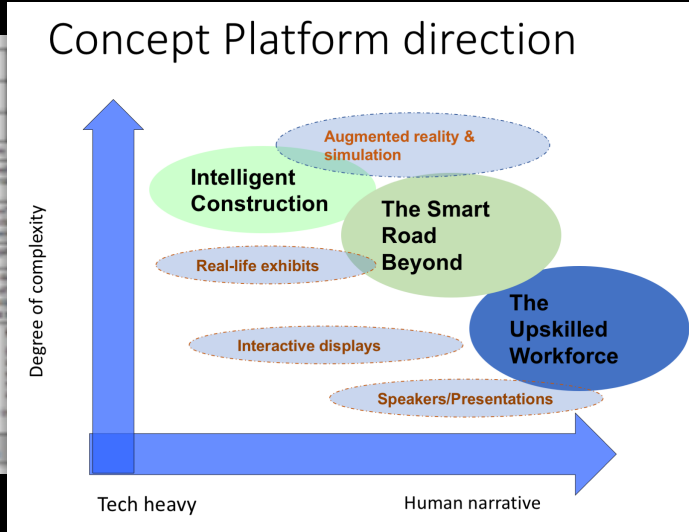 Concept Platform direction
Augmented reality &
simulation
Intelligent
Construction
The Smart
Road
Beyond
Real-life exhibits
The
Upskilled
Workforce
Interactive displays
Speakers/Presentations
Degree of complexity
Tech heavy
Human narrative